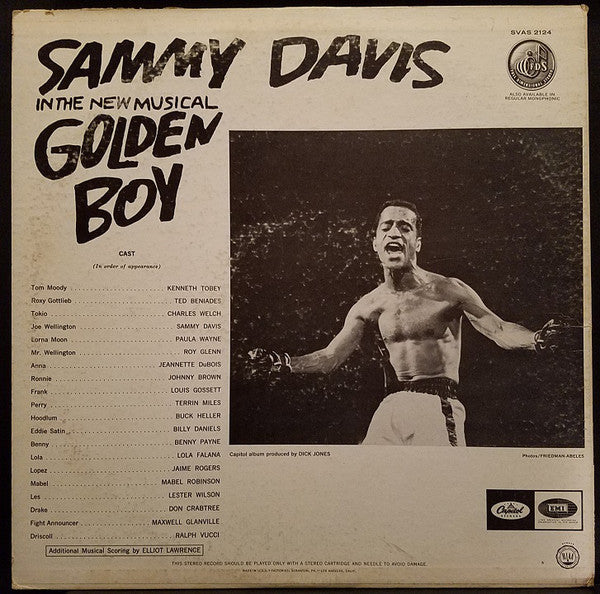 SVAS 2124
SAMMY DAVIS
IN THE NEW MUSICAL
GOLDEN
BOY
FDS
ALSO AVAILABLE IN
REGULAR MONOPHONIC
CAST
(In order of appearance)
Tom Moody KENNETH TOBEY
Roxy Gottlieb TED BENIADES
Tokio CHARLES WELCH
Joe Wellington SAMMY DAVIS
Lorna Moon PAULA WAYNE
Mr. Wellington ROY GLENN
Anna JEANNETTE DuBOIS
Ronnie JOHNNY BROWN
Frank LOUIS GOSSETT
Perry TERRIN MILES
Hoodlum BUCK HELLER
Eddie Satin BILLY DANIELS
Benny BENNY PAYNE
Lola LOLA FALANA
Lopez JAIME ROGERS
Mabel MABEL ROBINSON
Les LESTER WILSON
Drake DON CRABTREE
Fight Announcer MAXWELL GLANVILLE
Driscoll RALPH VUCCI
Additional Musical Scoring by ELLIOT LAWRENCE
Capitol album produced by DICK JONES
Photos/FRIEDMAN-ABELES
Capitol
RECORDS
EMI
THIS STEREO RECORD SHOULD BE PLAYED ONLY WITH A STEREO CARTRIDGE AND NEEDLE TO AVOID DAMAGE.
RIAA